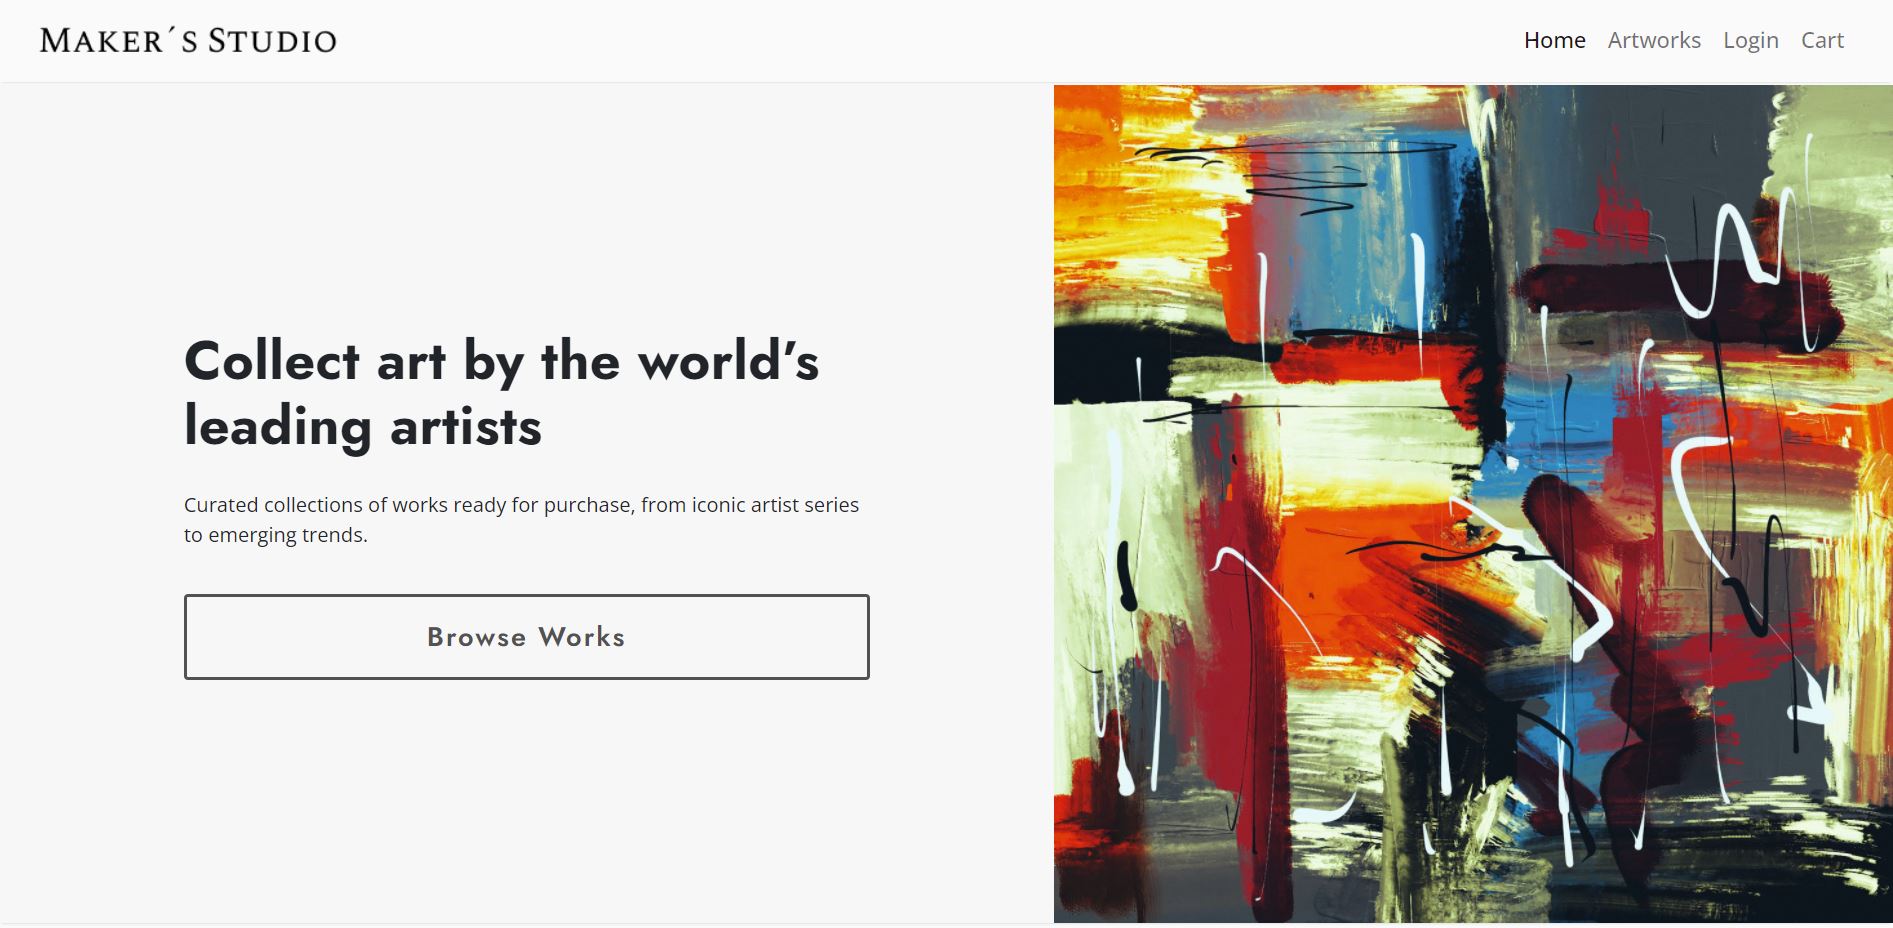 Maker´s Studio
Home Artworks Login Cart
Collect art by the world's
leading artists
Curated collections of works ready for purchase, from iconic artist series
to emerging trends.
Browse Works